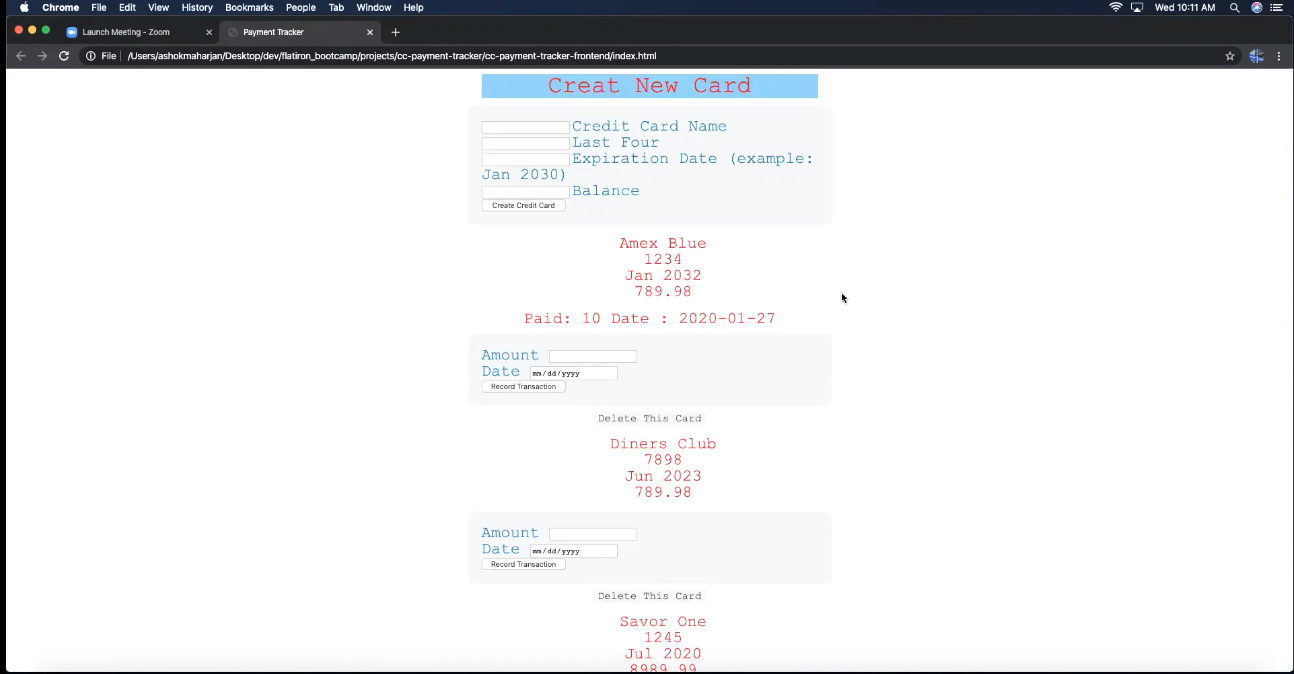 Chrome File Edit View History Bookmarks People Tab Window Help Wed 10:11 AM
Launch Meeting - Zoom Payment Tracker
File /Users/ashokmaharjan/Desktop/dev/flatiron_bootcamp/projects/cc-payment-tracker/cc-payment-tracker-frontend/index.html
Creat New Card
Credit Card Name
Last Four
Expiration Date (example:
Jan 2030)
Balance
Create Credit Card
Amex Blue
1234
Jan 2032
789.98
Paid: 10 Date : 2020-01-27
Amount
Date mm/dd/yyyy
Record Transaction
Delete This Card
Diners Club
7898
Jun 2023
789.98
Amount
Date mm/dd/yyyy
Record Transaction
Delete This Card
Savor One
1245
Jul 2020
8989.99